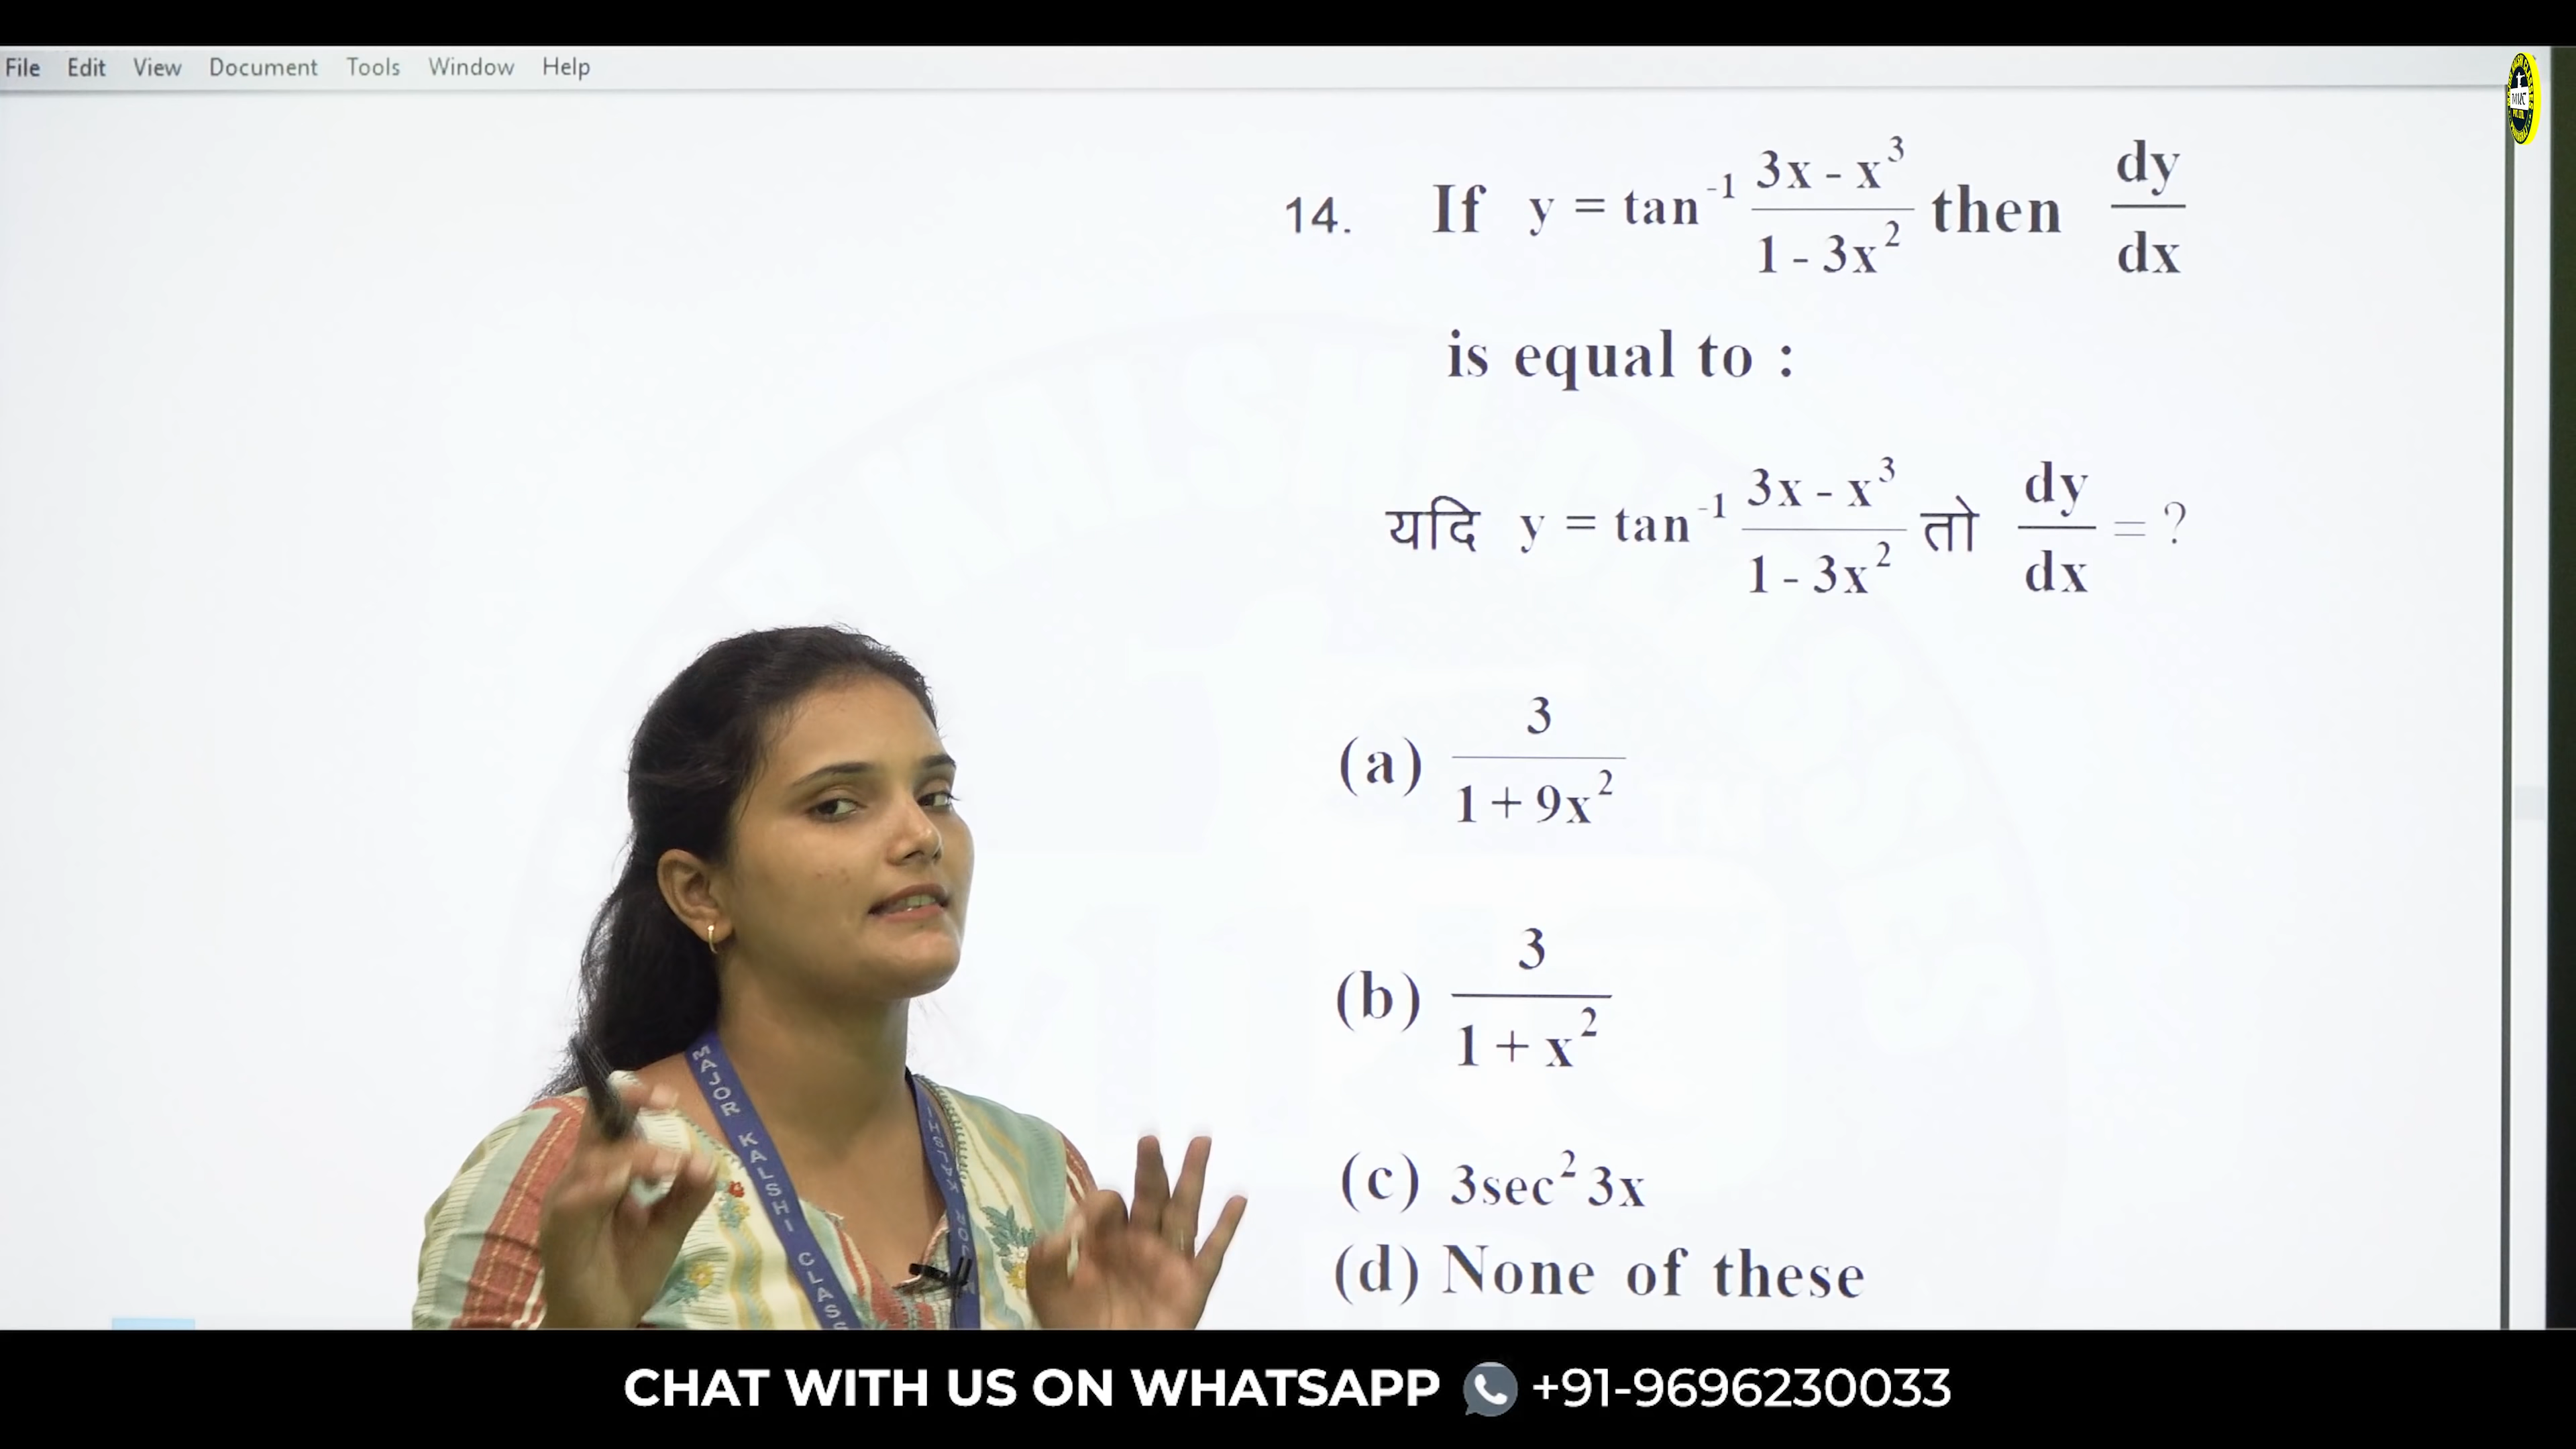 File Edit View Document Tools Window Help
14. If y = tan⁻¹ (3x - x³)/(1 - 3x²) then dy/dx
is equal to :
यदि y = tan⁻¹ (3x - x³)/(1 - 3x²) तो dy/dx = ?
(a) 3/(1 + 9x²)
(b) 3/(1 + x²)
(c) 3sec² 3x
(d) None of these
MAJOR KALSHI CLASS
CHAT WITH US ON WHATSAPP +91-9696230033